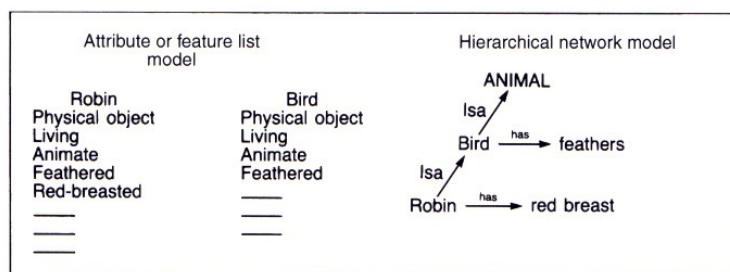 Attribute or feature list
model
Robin
Physical object
Living
Animate
Feathered
Red-breasted
Bird
Physical object
Living
Animate
Feathered
Hierarchical network model
ANIMAL
Isa
Bird has feathers
Isa
Robin has red breast